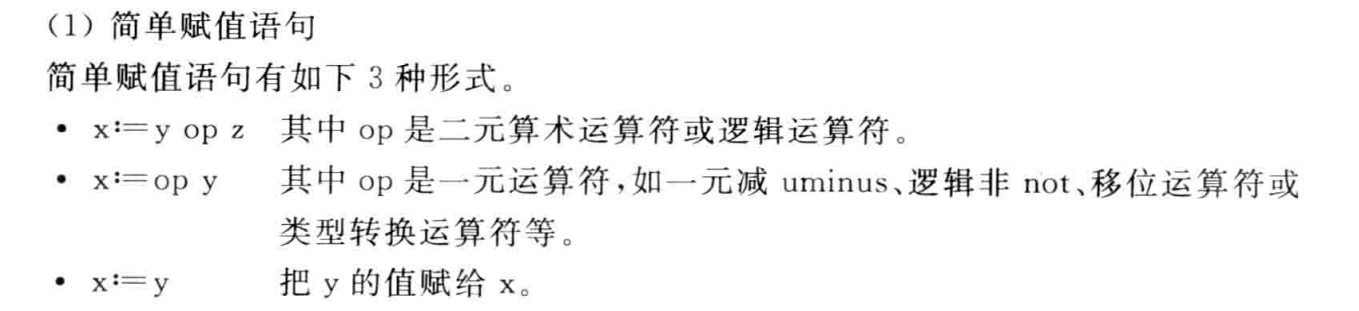 (1) 简单赋值语句
简单赋值语句有如下 3 种形式。
• x:=y op z 其中 op 是二元算术运算符或逻辑运算符。
• x:=op y 其中 op 是一元运算符,如一元减 uminus、逻辑非 not、移位运算符或
类型转换运算符等。
• x:=y 把 y 的值赋给 x。